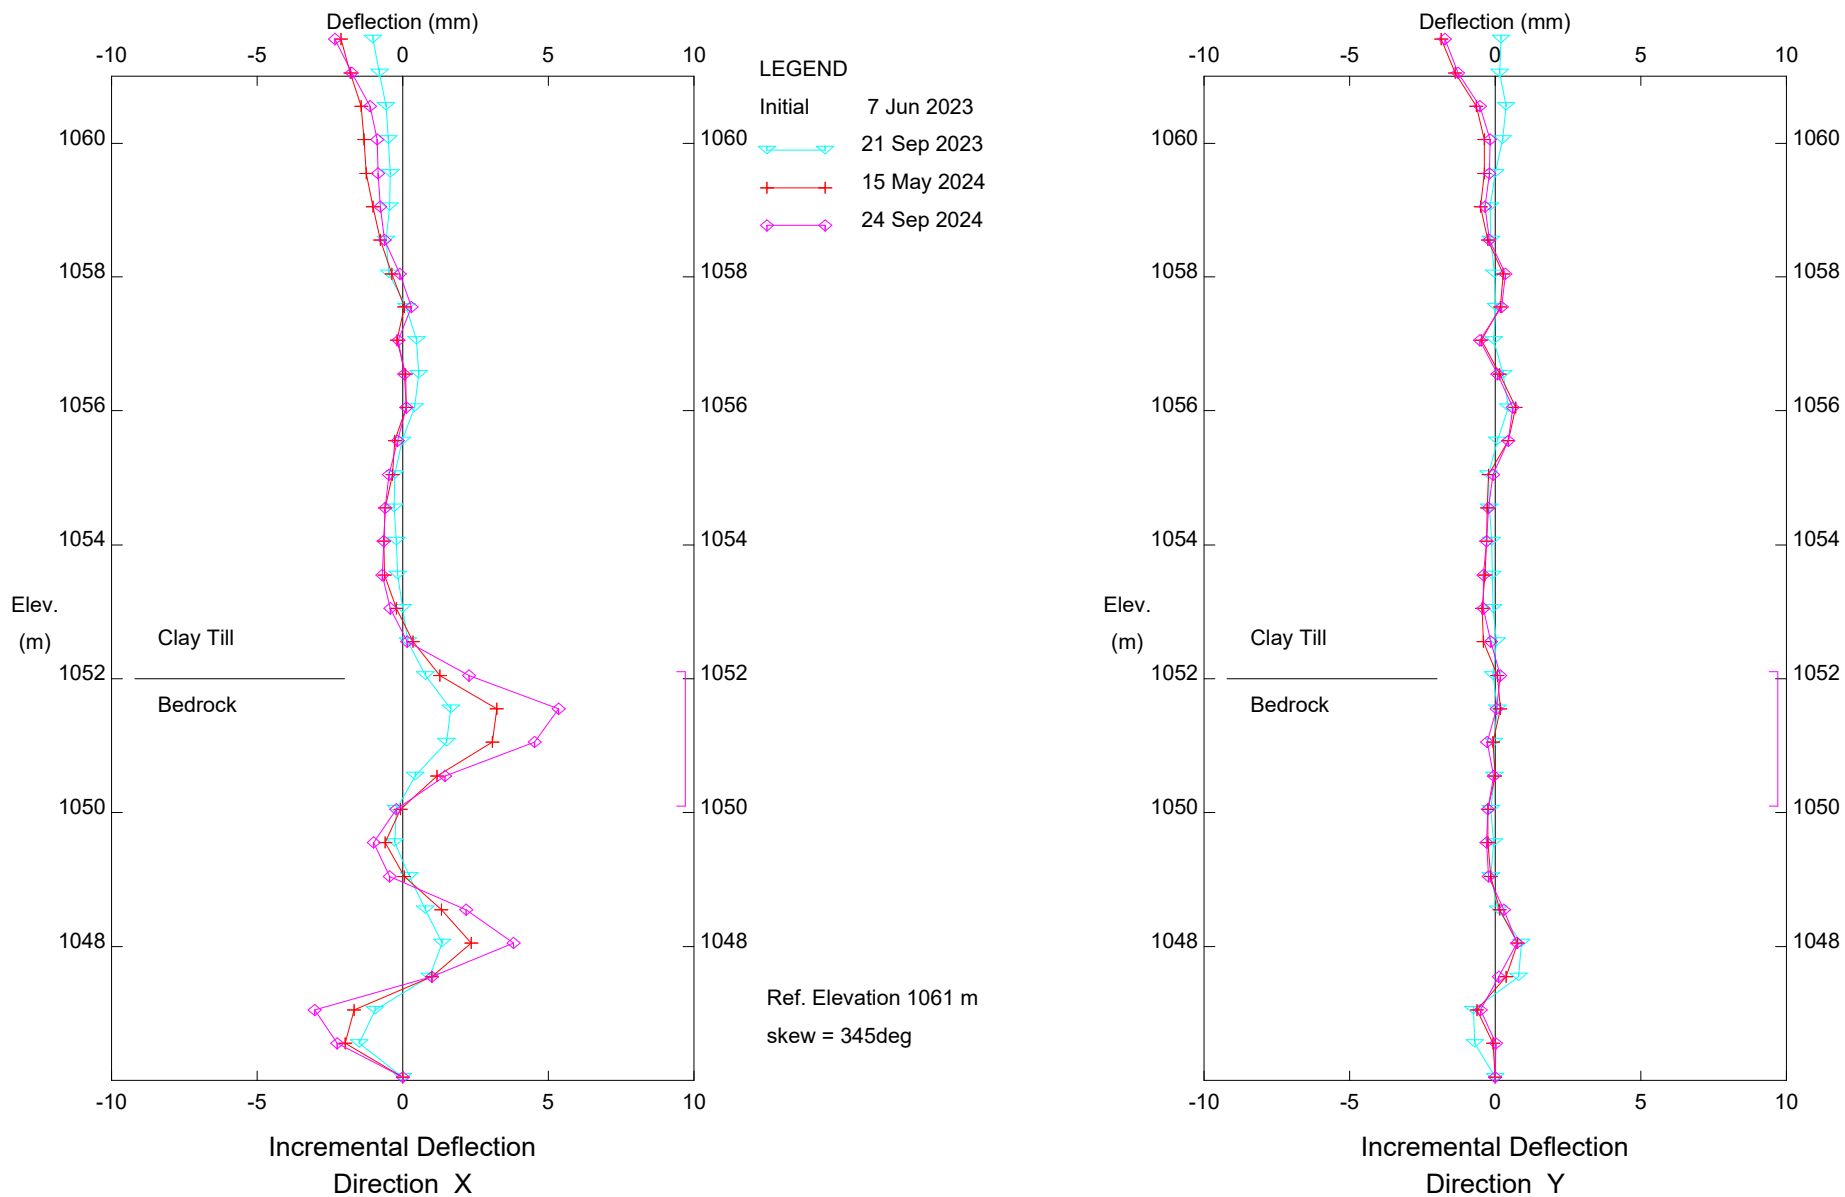 Deflection (mm)
-10 -5 0 5 10
1060 1060
1058 1058
1056 1056
1054 1054
1052 1052
1050 1050
1048 1048
Elev.
(m)
Clay Till
Bedrock
-10 -5 0 5 10
Incremental Deflection
Direction X
LEGEND
Initial 7 Jun 2023
21 Sep 2023
15 May 2024
24 Sep 2024
Ref. Elevation 1061 m
skew = 345deg
Deflection (mm)
-10 -5 0 5 10
1060 1060
1058 1058
1056 1056
1054 1054
1052 1052
1050 1050
1048 1048
Elev.
(m)
Clay Till
Bedrock
-10 -5 0 5 10
Incremental Deflection
Direction Y